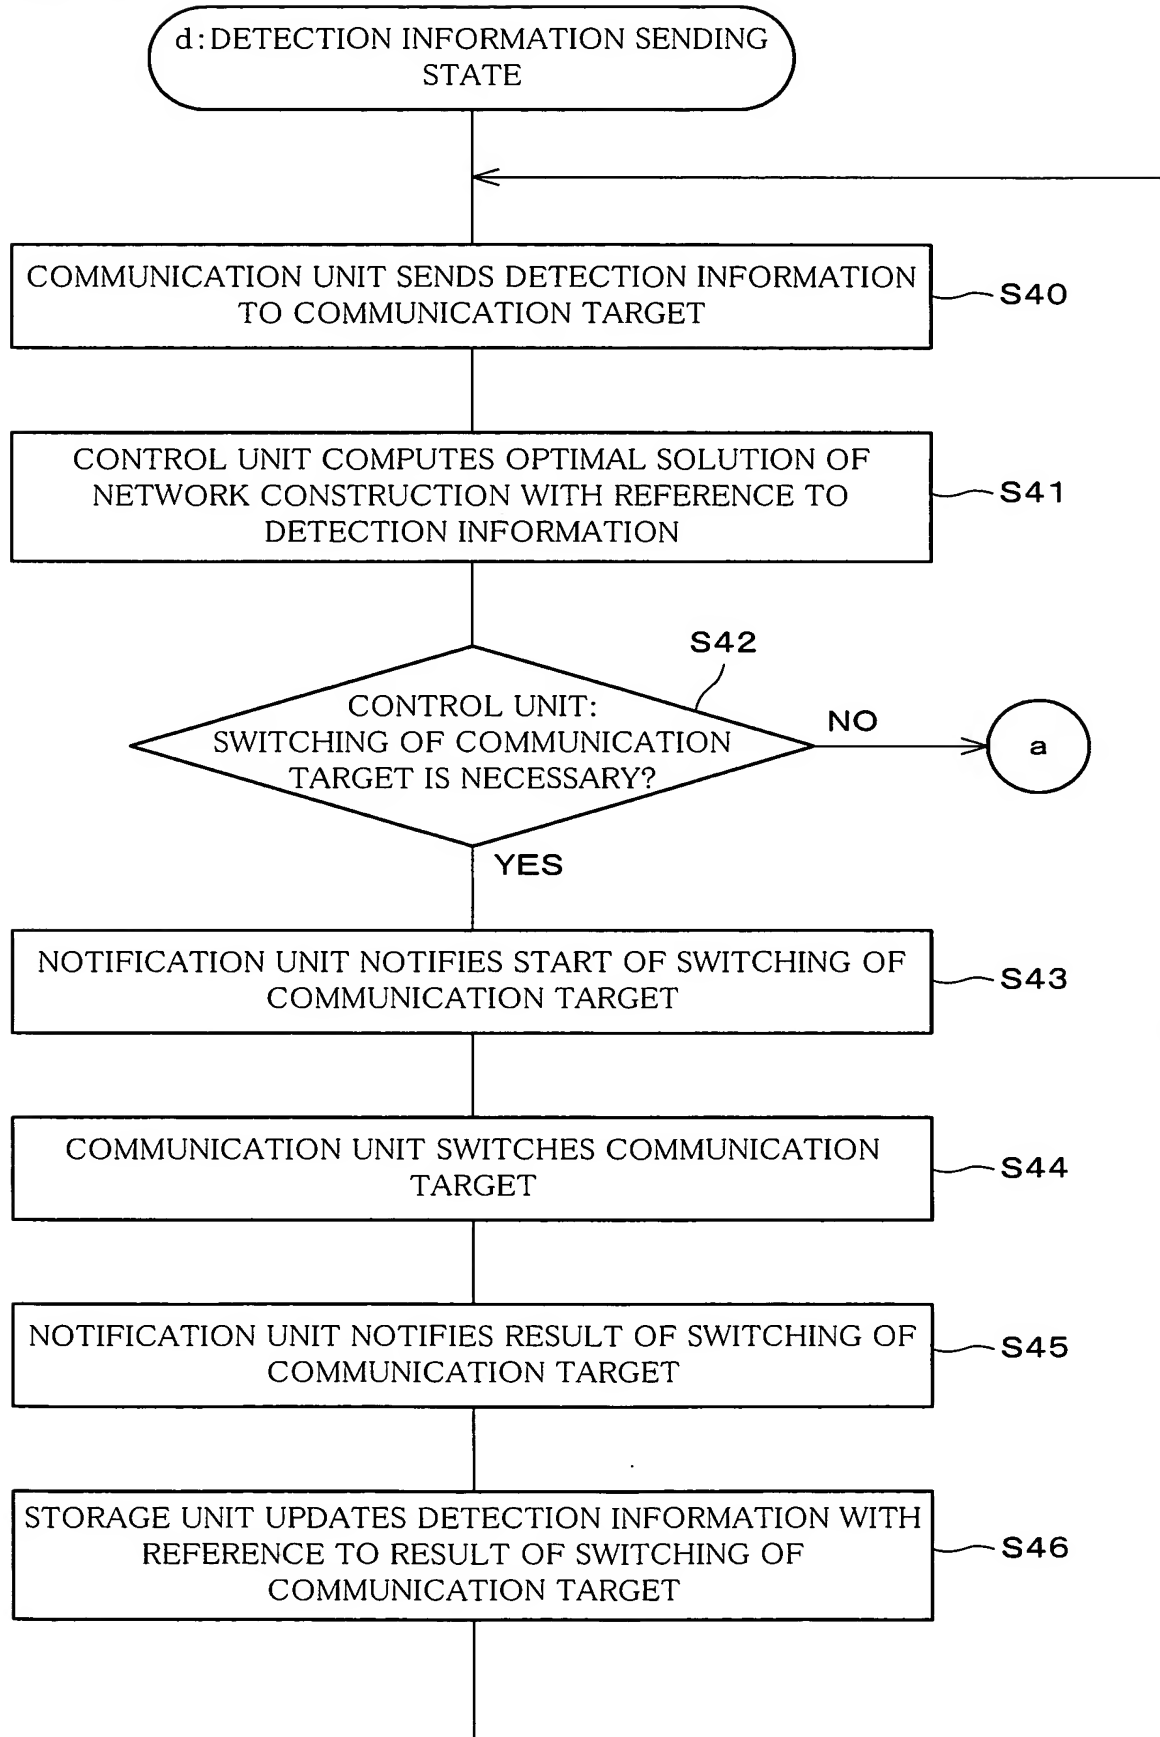 d:DETECTION INFORMATION SENDING
STATE
COMMUNICATION UNIT SENDS DETECTION INFORMATION
TO COMMUNICATION TARGET
S40
CONTROL UNIT COMPUTES OPTIMAL SOLUTION OF
NETWORK CONSTRUCTION WITH REFERENCE TO
DETECTION INFORMATION
S41
S42
CONTROL UNIT:
SWITCHING OF COMMUNICATION
TARGET IS NECESSARY?
NO
a
YES
NOTIFICATION UNIT NOTIFIES START OF SWITCHING OF
COMMUNICATION TARGET
S43
COMMUNICATION UNIT SWITCHES COMMUNICATION
TARGET
S44
NOTIFICATION UNIT NOTIFIES RESULT OF SWITCHING OF
COMMUNICATION TARGET
S45
STORAGE UNIT UPDATES DETECTION INFORMATION WITH
REFERENCE TO RESULT OF SWITCHING OF
COMMUNICATION TARGET
S46